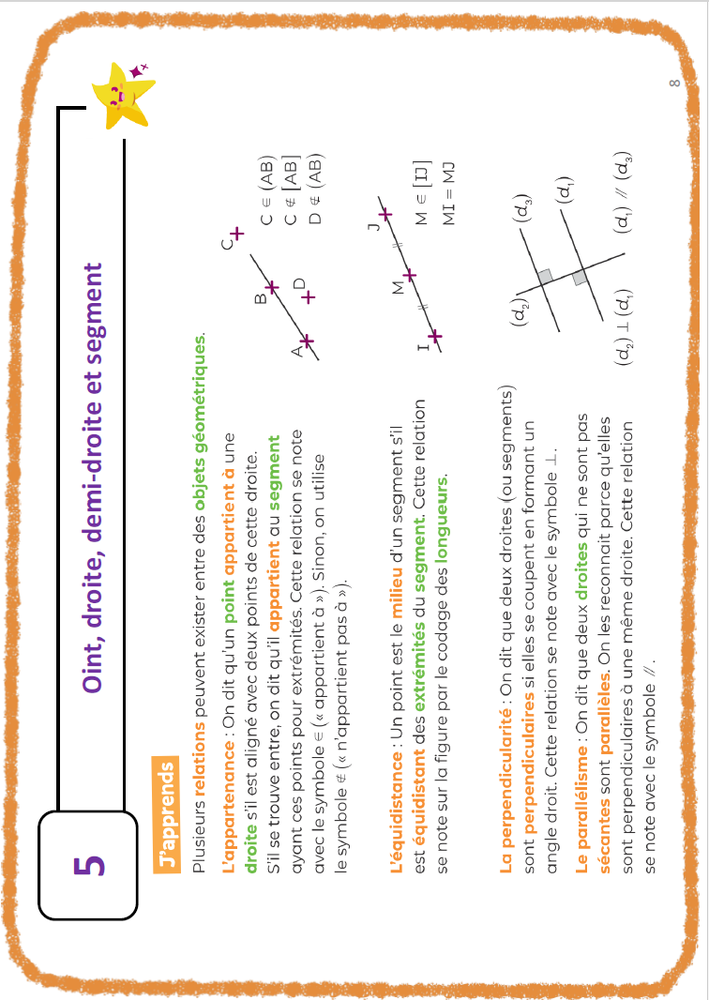 5
Oint, droite, demi-droite et segment
J'apprends
Plusieurs relations peuvent exister entre des objets géométriques.
L'appartenance : On dit qu'un point appartient à une
droite s'il est aligné avec deux points de cette droite.
S'il se trouve entre, on dit qu'il appartient au segment
ayant ces points pour extrémités. Cette relation se note
avec le symbole ∈ (« appartient à »). Sinon, on utilise
le symbole ∉ (« n'appartient pas à »).
A
B
C
D
C ∈ (AB)
C ∉ [AB]
D ∉ (AB)
L'équidistance : Un point est le milieu d'un segment s'il
est équidistant des extrémités du segment. Cette relation
se note sur la figure par le codage des longueurs.
I
M
J
M ∈ [IJ]
MI = MJ
La perpendicularité : On dit que deux droites (ou segments)
sont perpendiculaires si elles se coupent en formant un
angle droit. Cette relation se note avec le symbole ⊥.
Le parallélisme : On dit que deux droites qui ne sont pas
sécantes sont parallèles. On les reconnait parce qu'elles
sont perpendiculaires à une même droite. Cette relation
se note avec le symbole //.
(d₂)
(d₃)
(d₁)
(d₂) ⊥ (d₁)
(d₁) // (d₃)
8